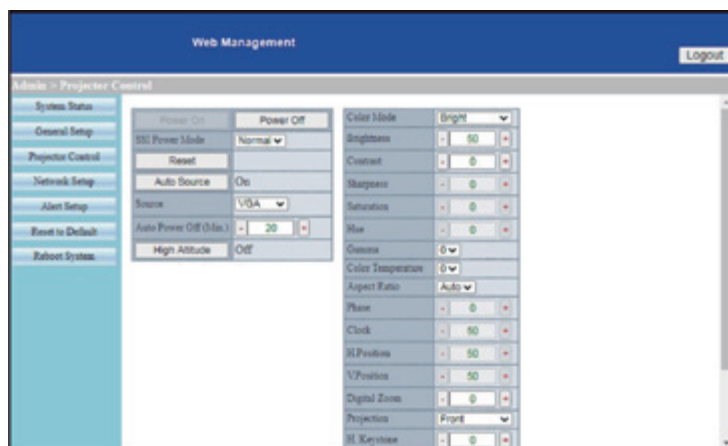 Web Management
Logout
Admin > Projector Control
System Status
General Setup
Projector Control
Network Setup
Alert Setup
Reset to Default
Reboot System
Power On Power Off
SSI Power Mode Normal
Reset
Auto Source On
Source VGA
Auto Power Off (Min.) - 20 +
High Altitude Off
Color Mode Bright
Brightness - 50 +
Contrast - 0 +
Sharpness - 0 +
Saturation - 0 +
Hue - 0 +
Gamma 0
Color Temperature 0
Aspect Ratio Auto
Phase - 0 +
Clock - 50 +
H.Position - 50 +
V.Position - 50 +
Digital Zoom - 0 +
Projection Front
H. Keystone - 0 +